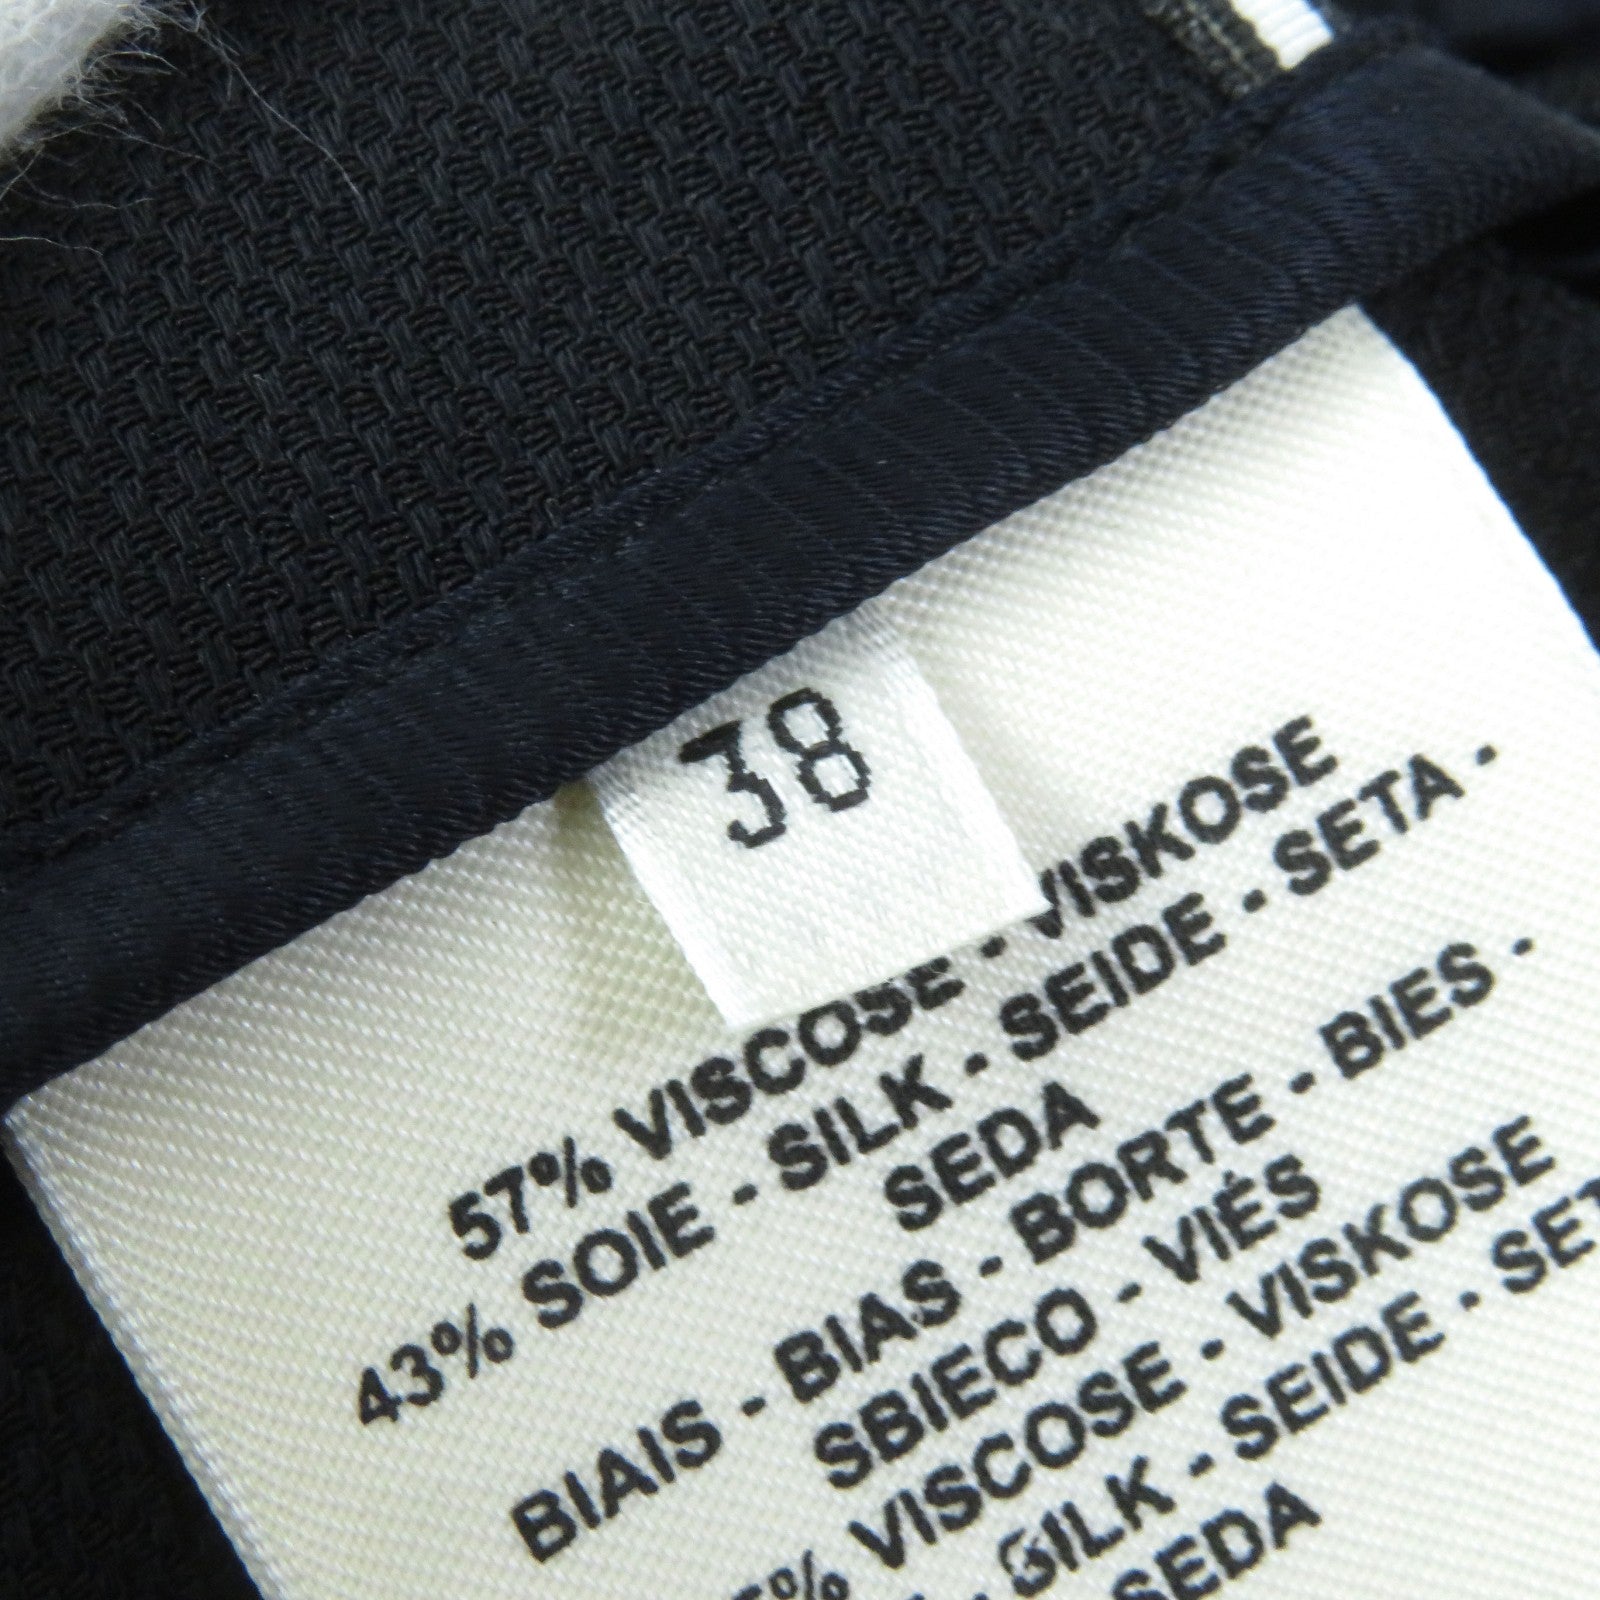 38
57% VISCOSE - VISKOSE
43% SOIE - SILK - SEIDE - SETA -
SEDA
BIAIS - BIAS - BORTE - BIES -
SBIECO - VIÉS
VISCOSE - VISKOSE
SILK - SEIDE -
SEDA